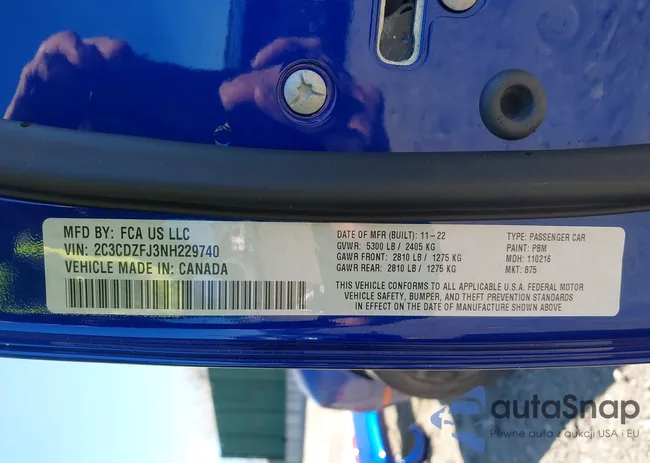 MFD BY: FCA US LLC
VIN: 2C3CDZFJ3NH229740
VEHICLE MADE IN: CANADA
DATE OF MFR (BUILT): 11-22
GVWR: 5300 LB / 2405 KG
GAWR FRONT: 2810 LB / 1275 KG
GAWR REAR: 2810 LB / 1275 KG
TYPE: PASSENGER CAR
PAINT: PBM
MDH: 110216
MKT: 875
THIS VEHICLE CONFORMS TO ALL APPLICABLE U.S.A. FEDERAL MOTOR
VEHICLE SAFETY, BUMPER, AND THEFT PREVENTION STANDARDS
IN EFFECT ON THE DATE OF MANUFACTURE SHOWN ABOVE
autaSnap
Pewne auta z aukcji USA i EU